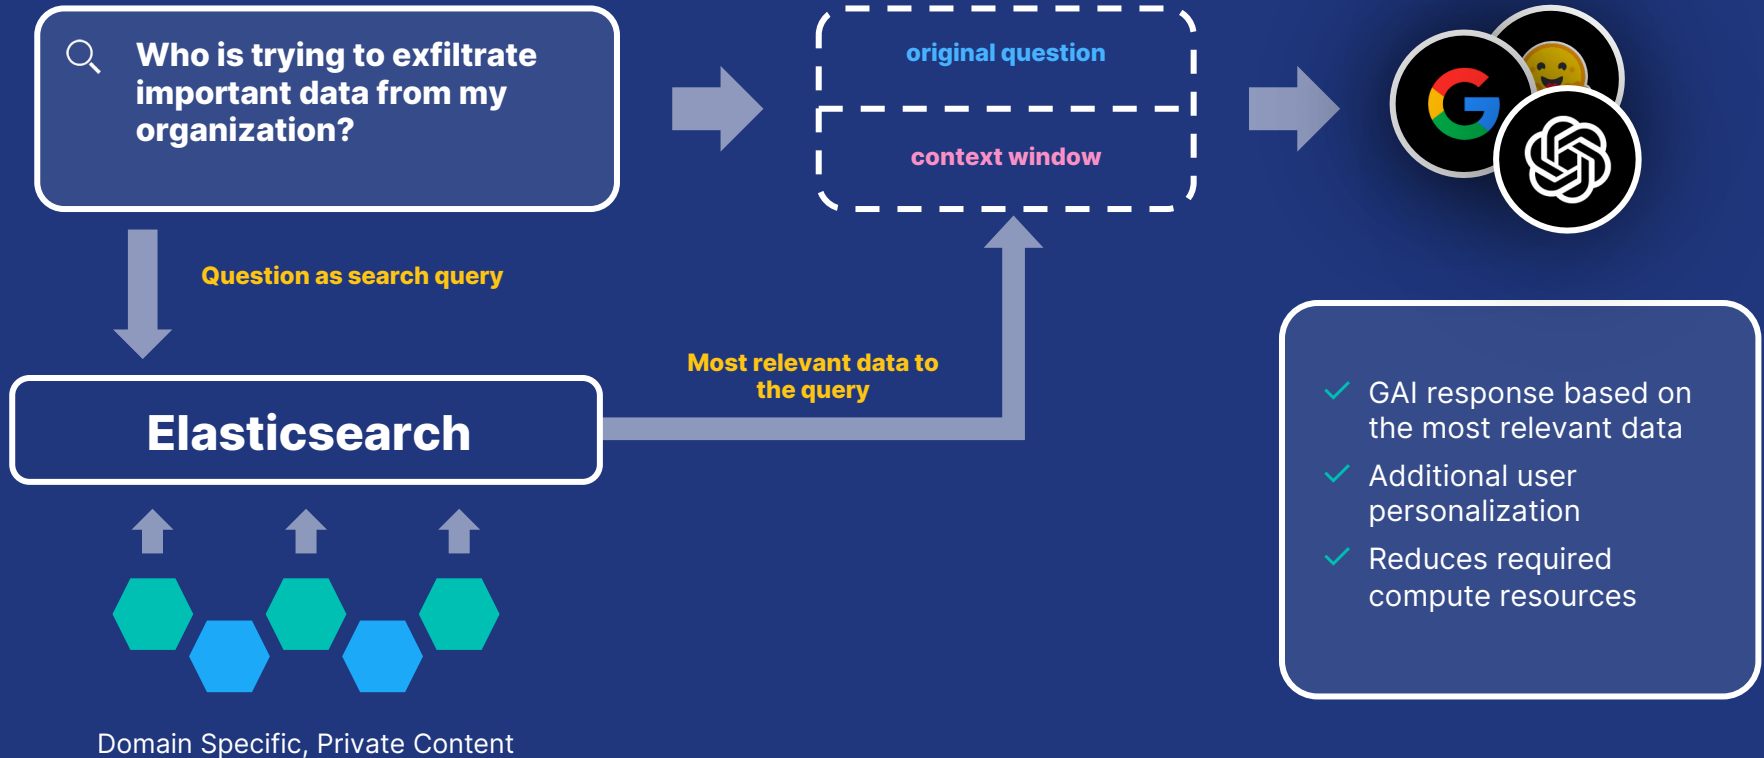 Who is trying to exfiltrate
important data from my
organization?
original question
context window
Question as search query
Most relevant data to
the query
Elasticsearch
Domain Specific, Private Content
GAI response based on
the most relevant data
Additional user
personalization
Reduces required
compute resources